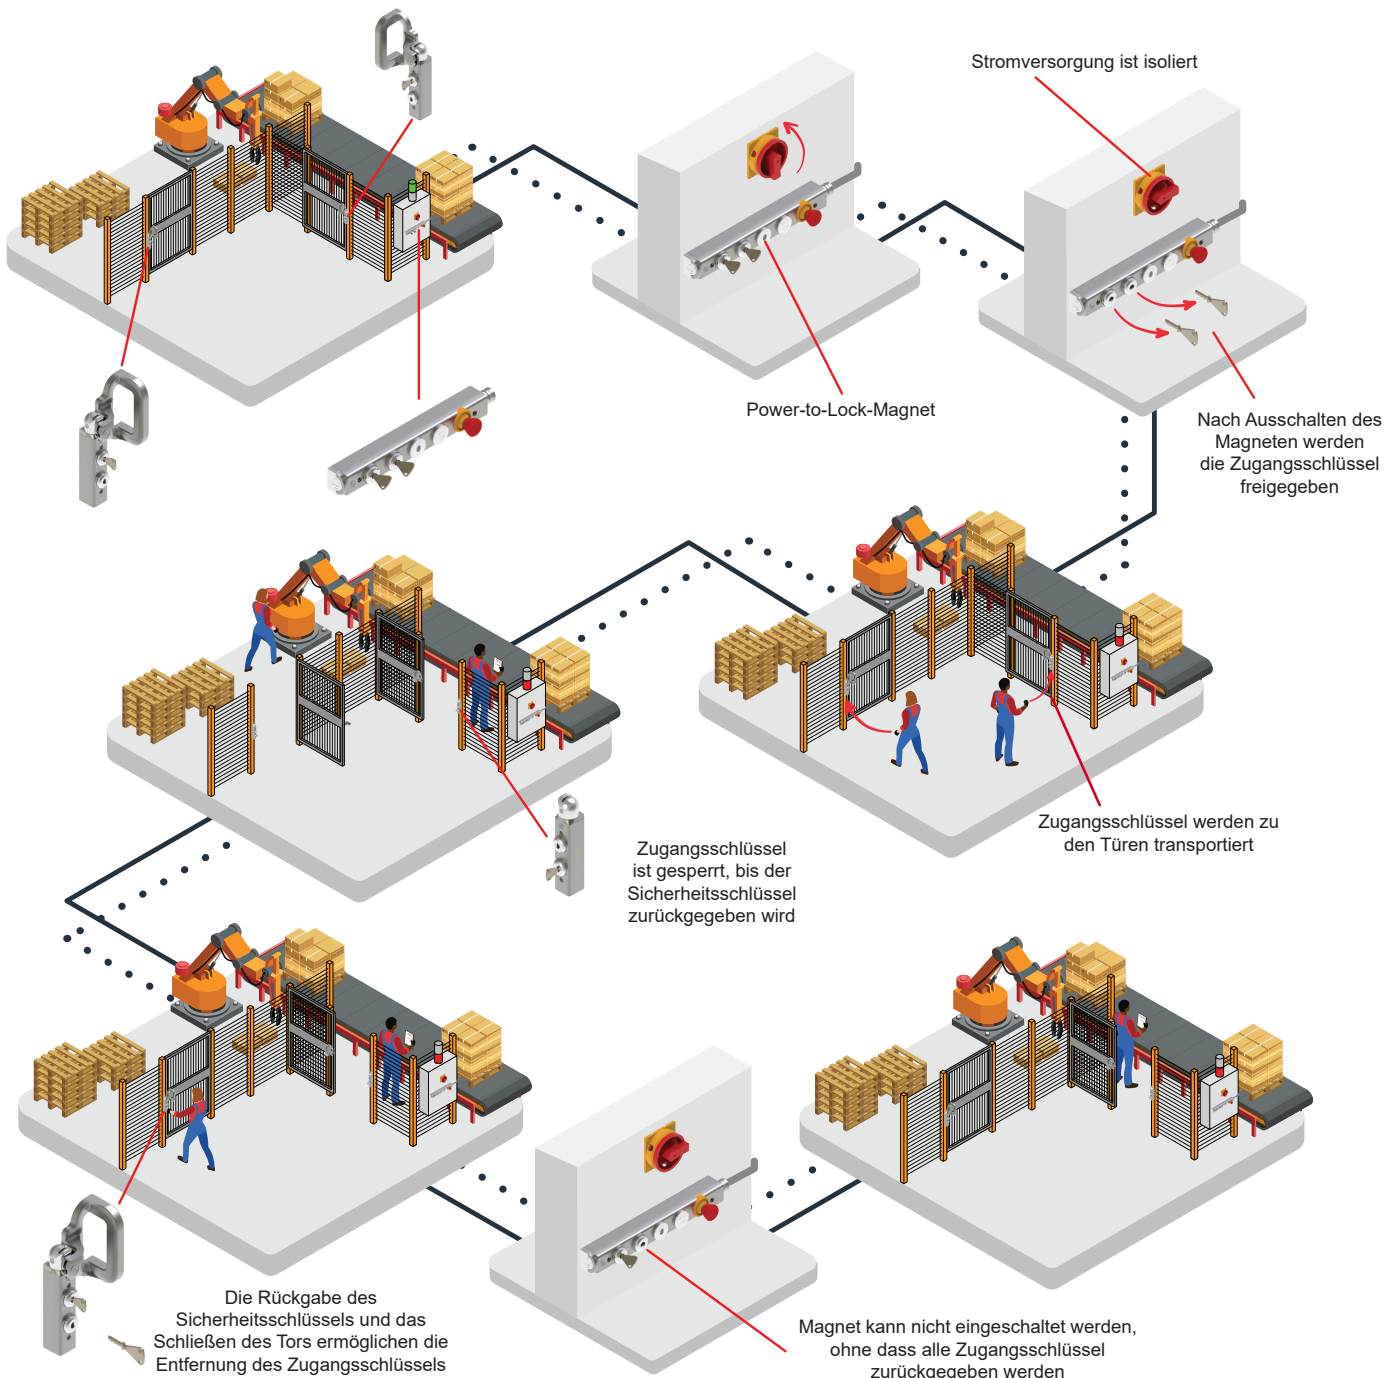 Stromversorgung ist isoliert
Power-to-Lock-Magnet
Nach Ausschalten des
Magneten werden
die Zugangsschlüssel
freigegeben
Zugangsschlüssel werden zu
den Türen transportiert
Zugangsschlüssel
ist gesperrt, bis der
Sicherheitsschlüssel
zurückgegeben wird
Die Rückgabe des
Sicherheitsschlüssels und das
Schließen des Tors ermöglichen die
Entfernung des Zugangsschlüssels
Magnet kann nicht eingeschaltet werden,
ohne dass alle Zugangsschlüssel
zurückgegeben werden